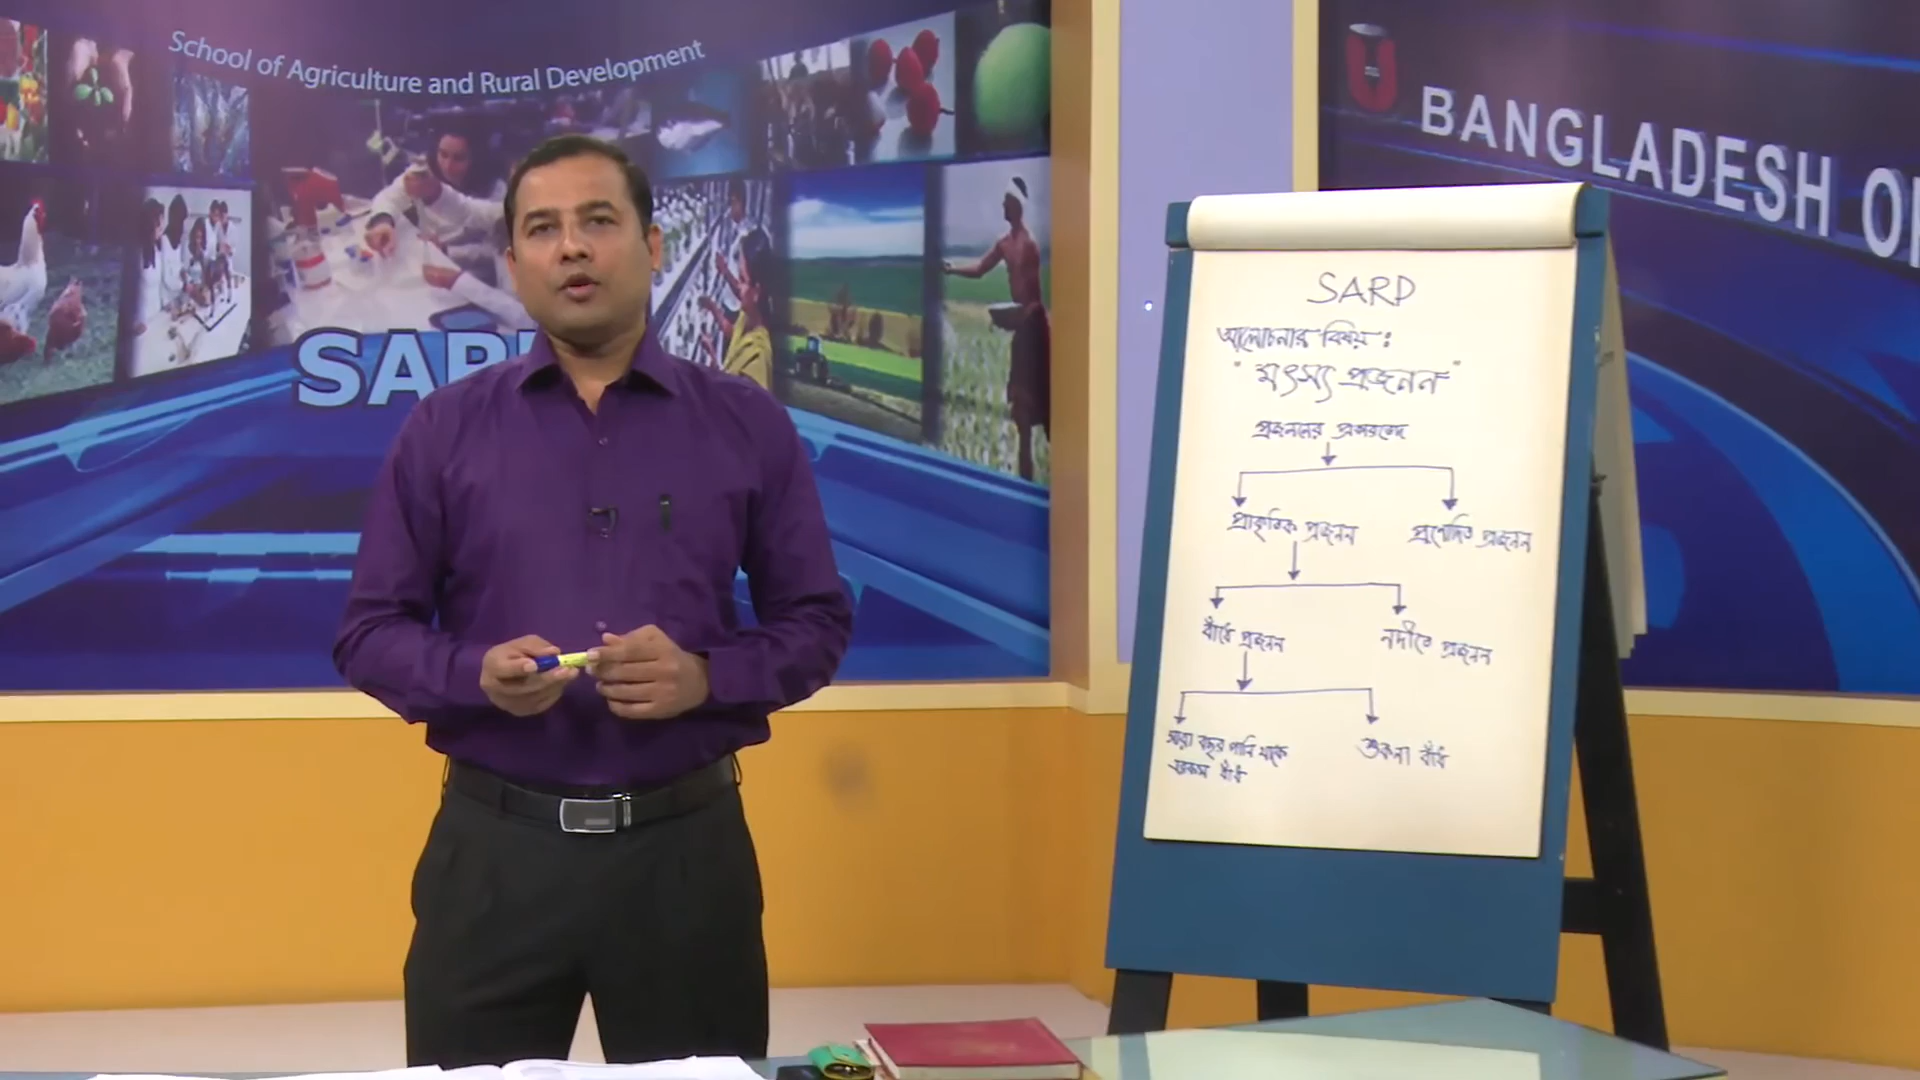 School of Agriculture and Rural Development
BANGLADESH
SARD
আলোচনার বিষয়ঃ
"মৎস্য প্রজনন"
প্রজননের প্রকারভেদ
প্রাকৃতিক প্রজনন
প্রণোদিত প্রজনন
বাঁধে প্রজনন
নদীতে প্রজনন
সারা বছর পানি থাকে
এরকম বাঁধ
শুকনা বাঁধ